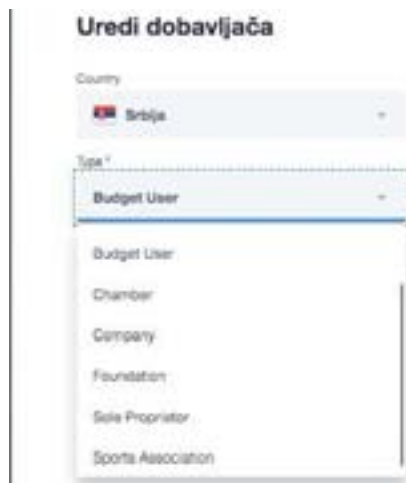 Uredi dobavljača
Country
Srbija
Type *
Budget User
Budget User
Chamber
Company
Foundation
Sole Proprietor
Sports Association